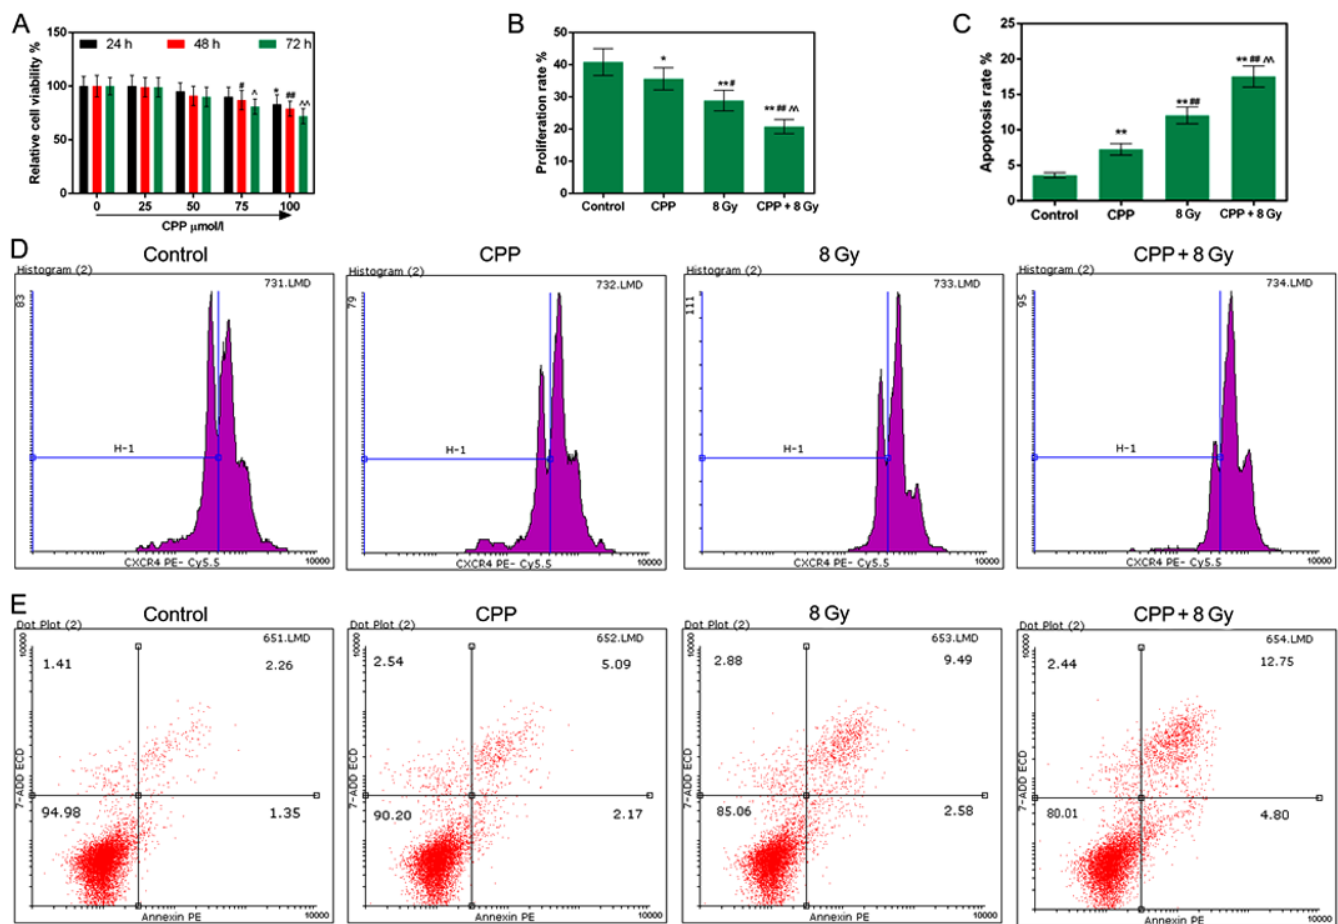 A
Relative cell viability %
150
100
50
0
24 h 48 h 72 h
# ^ * ## ^^
0 25 50 75 100
CPP μmol/l
B
Proliferation rate %
50
40
30
20
10
0
* **# ** ## ^^
Control CPP 8 Gy CPP + 8 Gy
C
Apoptosis rate %
25
20
15
10
5
0
** ** ## ** ## ^^
Control CPP 8 Gy CPP + 8 Gy
D
Control
Histogram (2)
731.LMD
83
H-1
CXCR4 PE- Cy5.5
10000
CPP
Histogram (2)
732.LMD
79
H-1
CXCR4 PE- Cy5.5
10000
8 Gy
Histogram (2)
733.LMD
111
H-1
CXCR4 PE- Cy5.5
10000
CPP + 8 Gy
Histogram (2)
734.LMD
95
H-1
CXCR4 PE- Cy5.5
10000
E
Control
Dot Plot (2)
651.LMD
10000
1.41 2.26
7-ADD ECD
94.98 1.35
Annexin PE
10000
CPP
Dot Plot (2)
652.LMD
10000
2.54 5.09
7-ADD ECD
90.20 2.17
Annexin PE
10000
8 Gy
Dot Plot (2)
653.LMD
10000
2.88 9.49
7-ADD ECD
85.06 2.58
Annexin PE
10000
CPP + 8 Gy
Dot Plot (2)
654.LMD
10000
2.44 12.75
7-ADD ECD
80.01 4.80
Annexin PE
10000